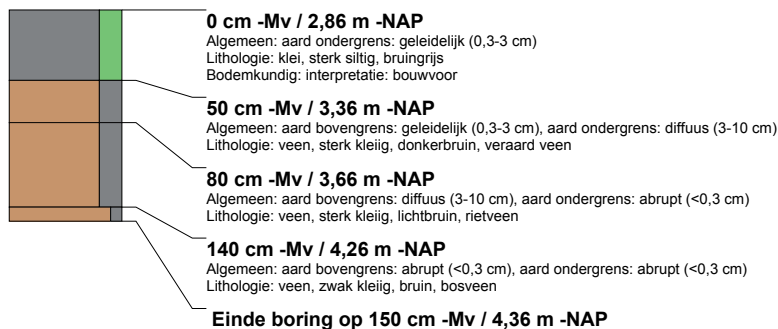 0 cm -Mv / 2,86 m -NAP
Algemeen: aard ondergrens: geleidelijk (0,3-3 cm)
Lithologie: klei, sterk siltig, bruingrijs
Bodemkundig: interpretatie: bouwvoor
50 cm -Mv / 3,36 m -NAP
Algemeen: aard bovengrens: geleidelijk (0,3-3 cm), aard ondergrens: diffuus (3-10 cm)
Lithologie: veen, sterk kleiig, donkerbruin, veraard veen
80 cm -Mv / 3,66 m -NAP
Algemeen: aard bovengrens: diffuus (3-10 cm), aard ondergrens: abrupt (<0,3 cm)
Lithologie: veen, sterk kleiig, lichtbruin, rietveen
140 cm -Mv / 4,26 m -NAP
Algemeen: aard bovengrens: abrupt (<0,3 cm), aard ondergrens: abrupt (<0,3 cm)
Lithologie: veen, zwak kleiig, bruin, bosveen
Einde boring op 150 cm -Mv / 4,36 m -NAP